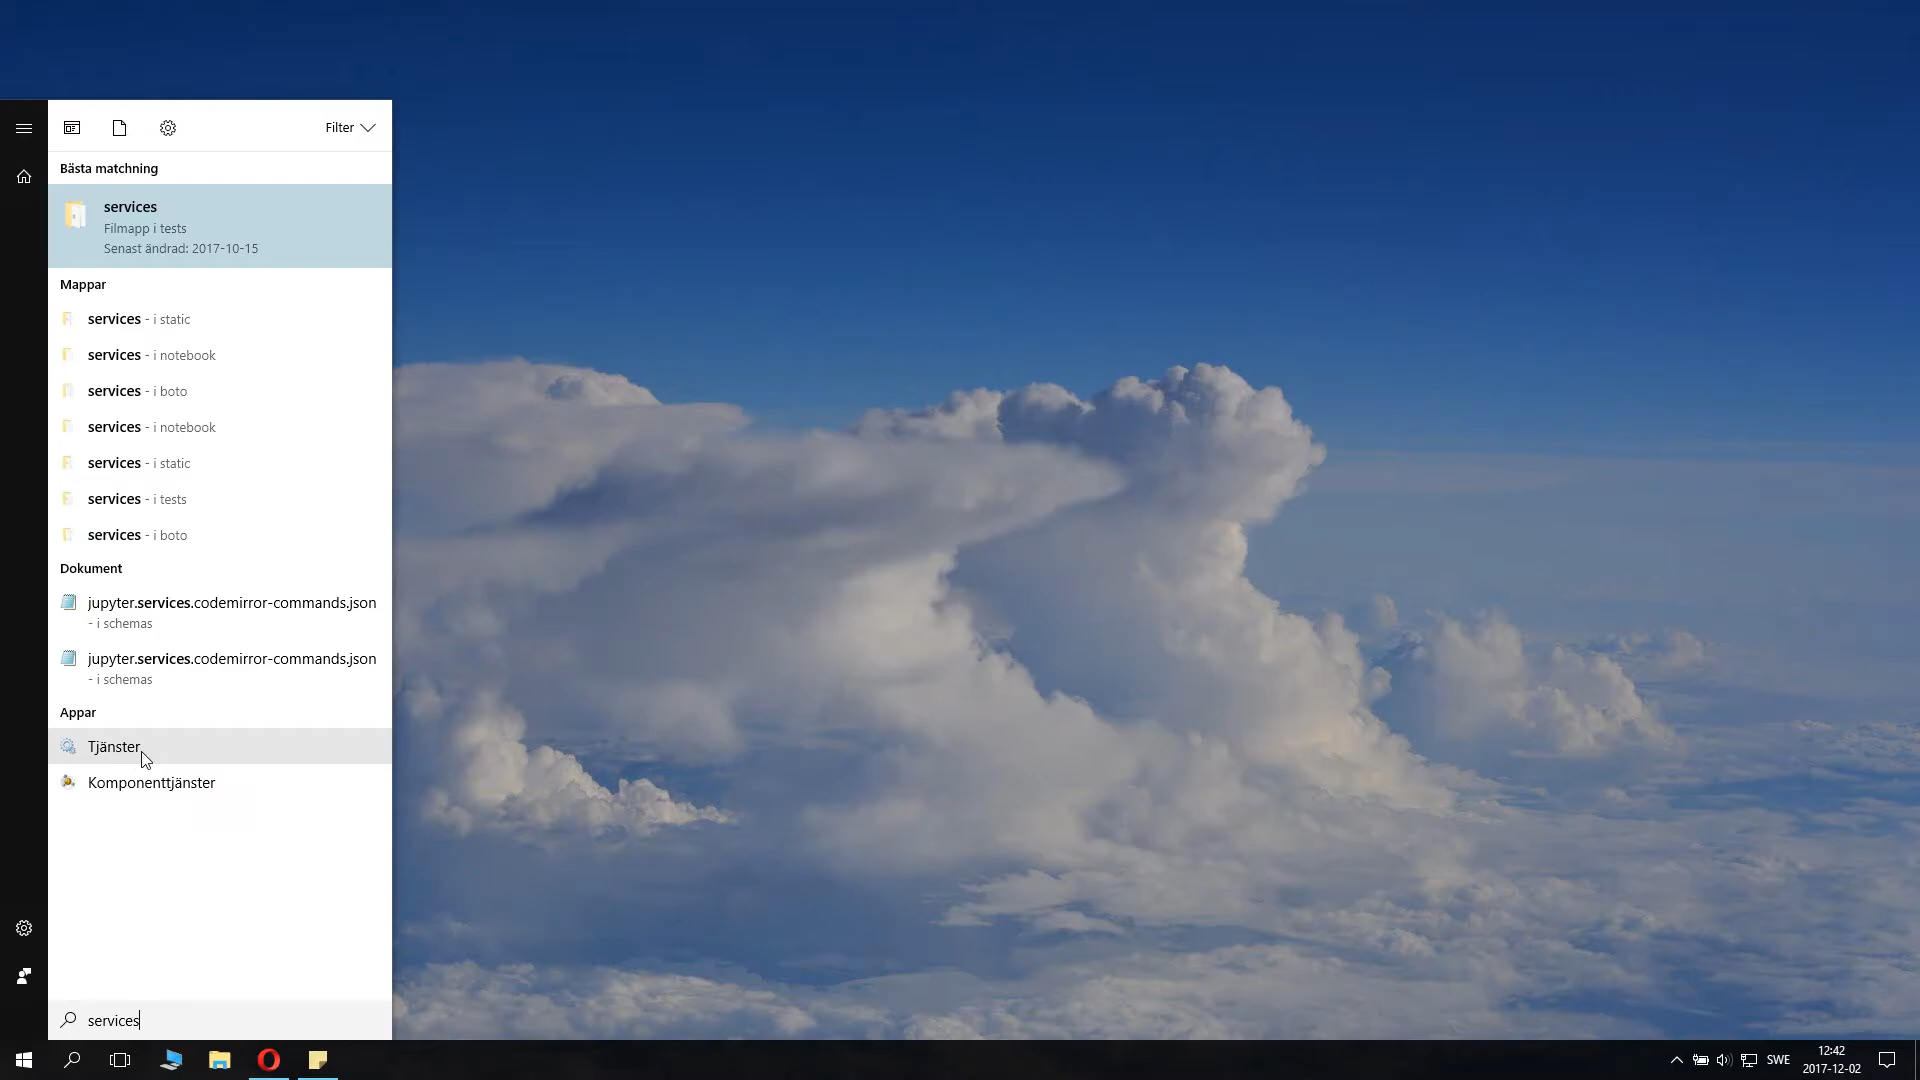 Filter
Bästa matchning
services
Filmapp i tests
Senast ändrad: 2017-10-15
Mappar
services - i static
services - i notebook
services - i boto
services - i notebook
services - i static
services - i tests
services - i boto
Dokument
jupyter.services.codemirror-commands.json
- i schemas
jupyter.services.codemirror-commands.json
- i schemas
Appar
Tjänster
Komponenttjänster
services
SWE
12:42
2017-12-02